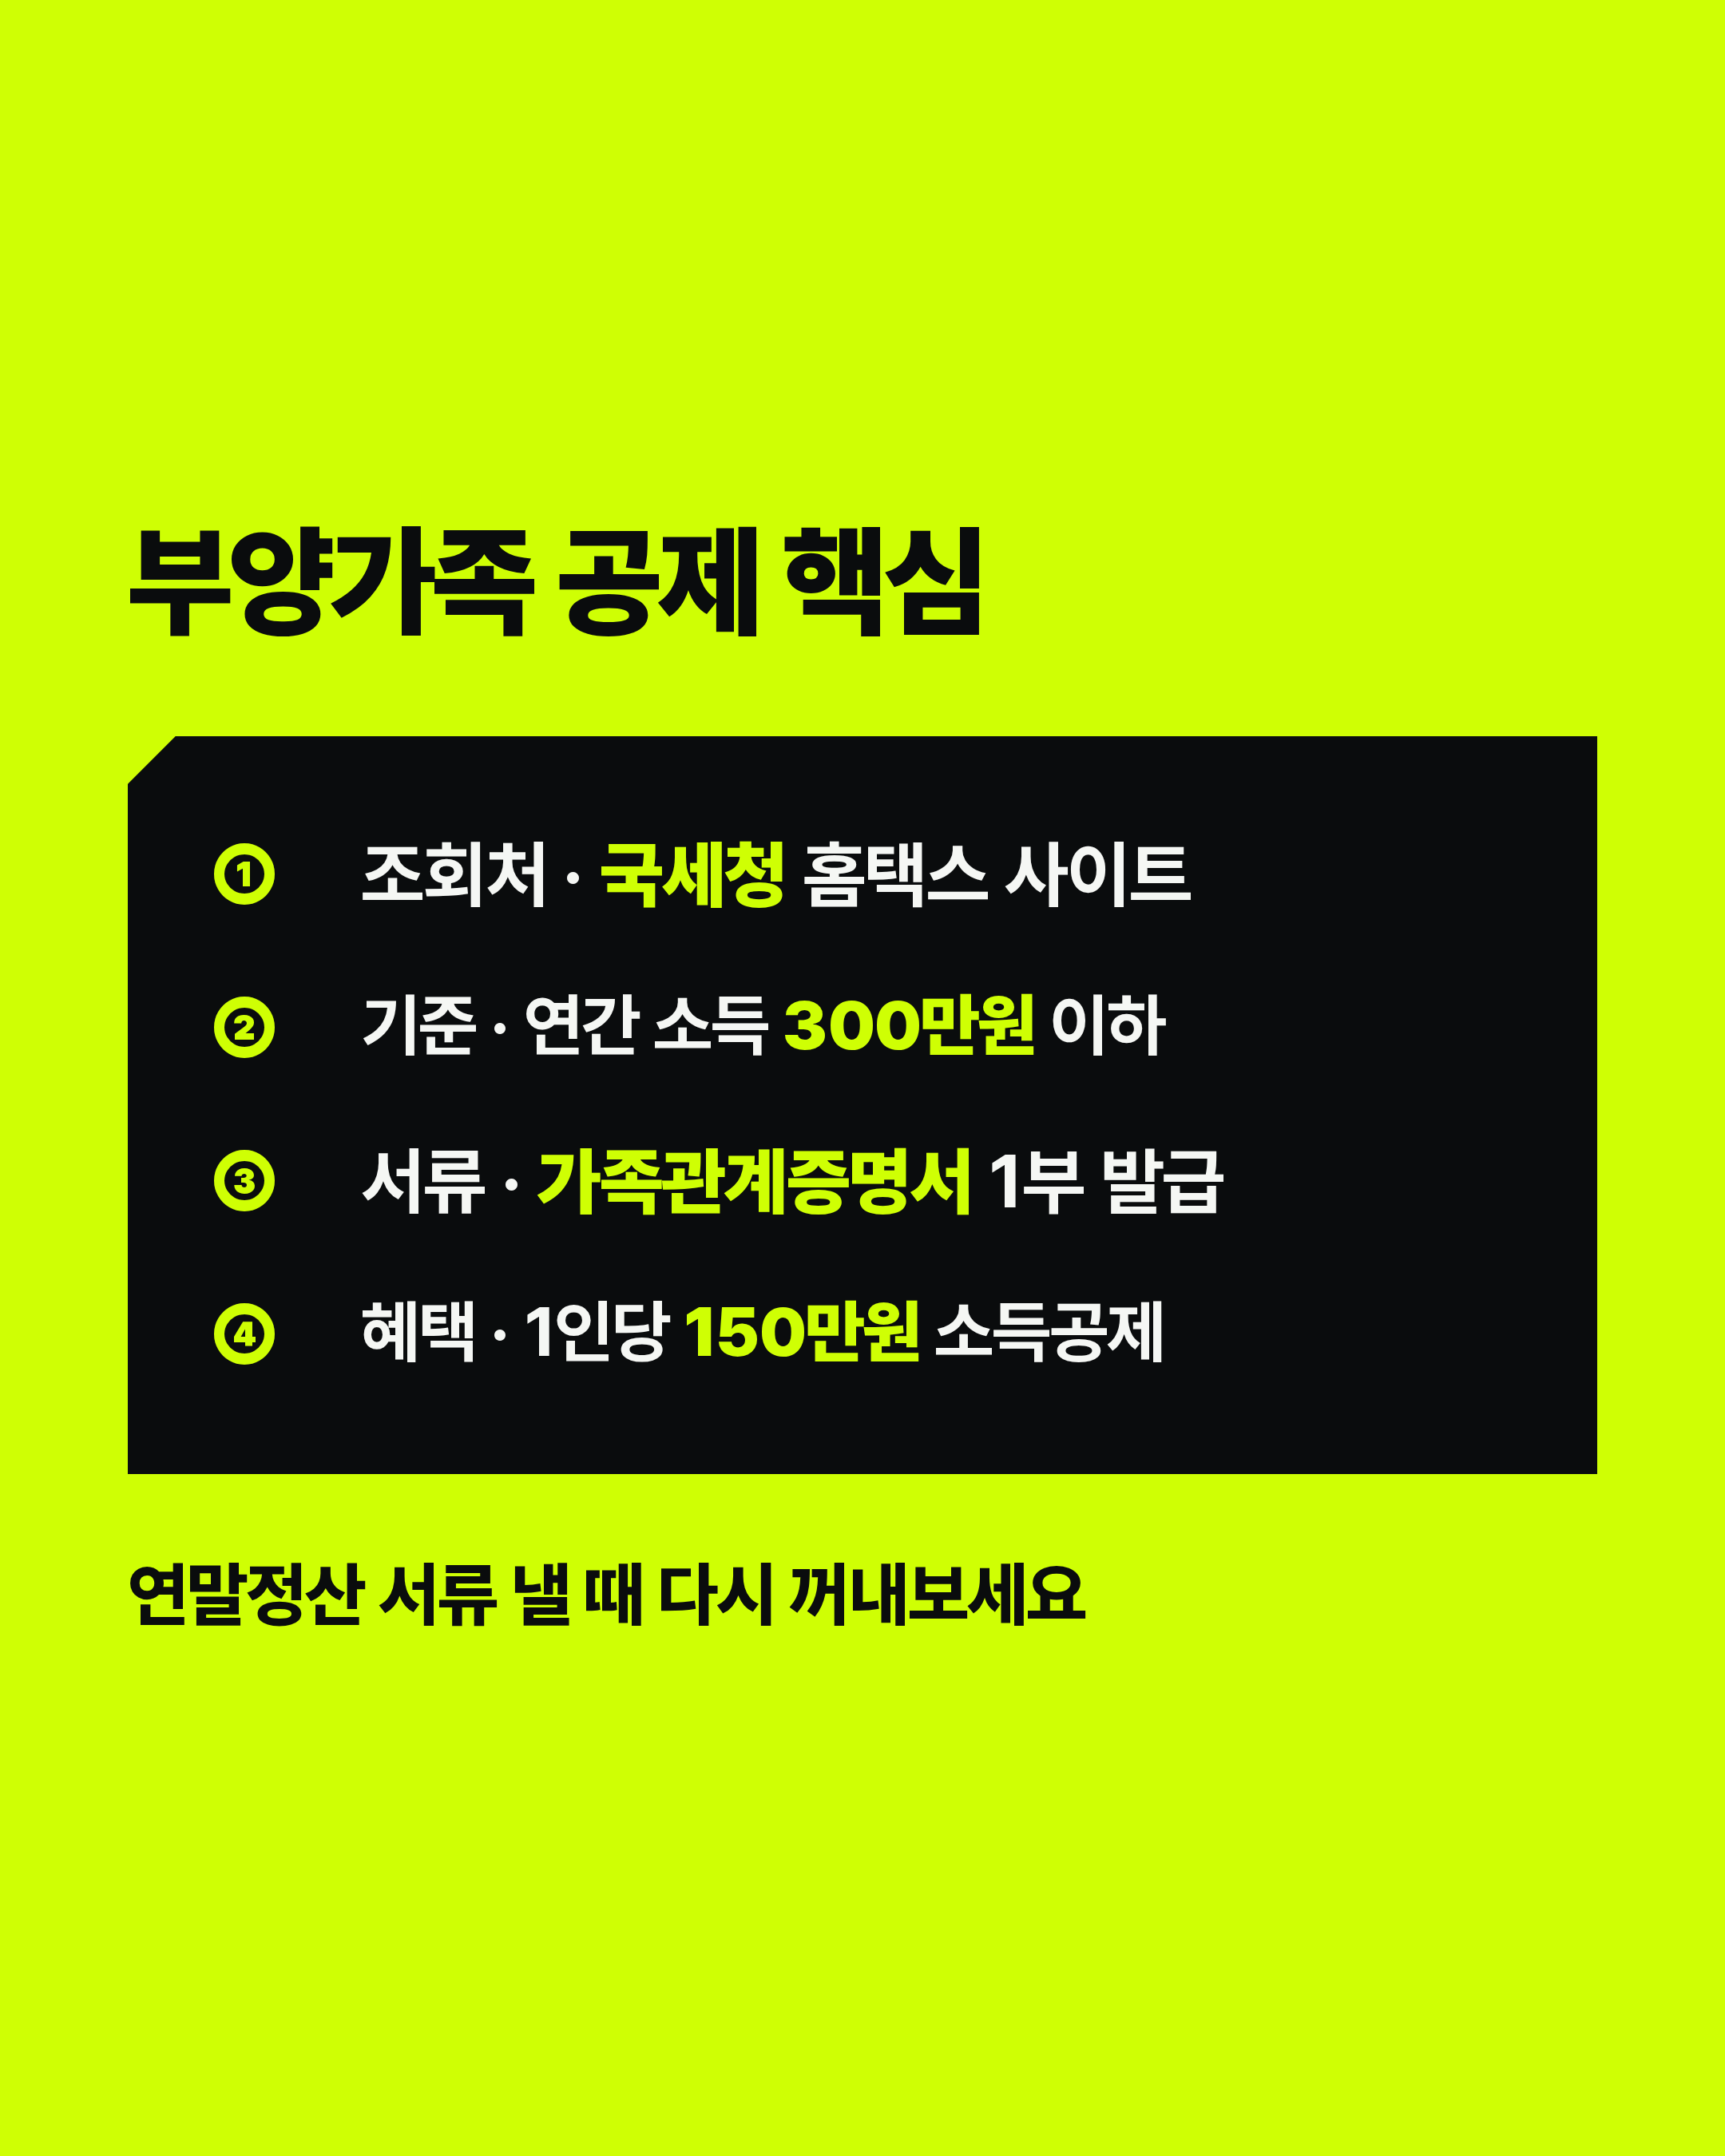 부양가족 공제 핵심
① 조회처 · 국세청 홈택스 사이트
② 기준 · 연간 소득 300만원 이하
③ 서류 · 가족관계증명서 1부 발급
④ 혜택 · 1인당 150만원 소득공제
연말정산 서류 낼 때 다시 꺼내보세요